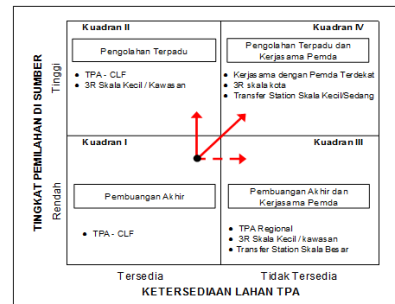 Kuadran II
Pengolahan Terpadu
● TPA - CLF
● 3R Skala Kecil / Kawasan
Kuadran IV
Pengolahan Terpadu dan
Kerjasama Pemda
● Kerjasama dengan Pemda Terdekat
● 3R skala kota
● Transfer Station Skala Kecil/Sedang
Kuadran I
Pembuangan Akhir
● TPA - CLF
Kuadran III
Pembuangan Akhir dan
Kerjasama Pemda
● TPA Regional
● 3R Skala Kecil / kawasan
● Transfer Station Skala Besar
TINGKAT PEMILAHAN DI SUMBER
Tinggi
Rendah
Tersedia
Tidak Tersedia
KETERSEDIAAN LAHAN TPA